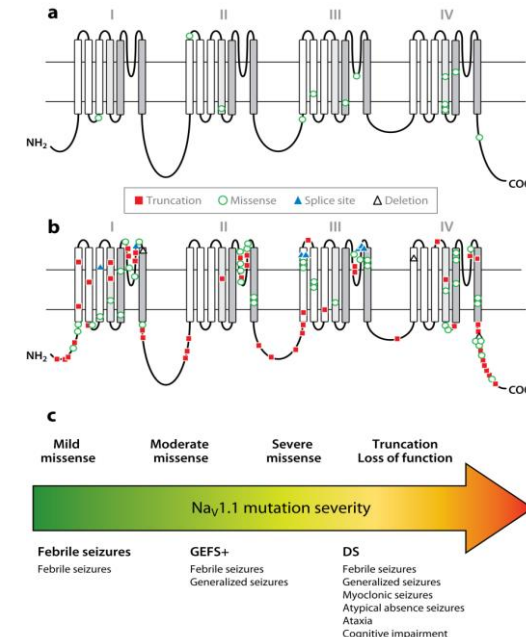 a
I II III IV
NH2
COO
Truncation Missense Splice site Deletion
b
I II III IV
NH2
COO
c
Mild missense
Moderate missense
Severe missense
Truncation Loss of function
NaV1.1 mutation severity
Febrile seizures
Febrile seizures
GEFS+
Febrile seizures
Generalized seizures
DS
Febrile seizures
Generalized seizures
Myoclonic seizures
Atypical absence seizures
Ataxia
Cognitive impairment